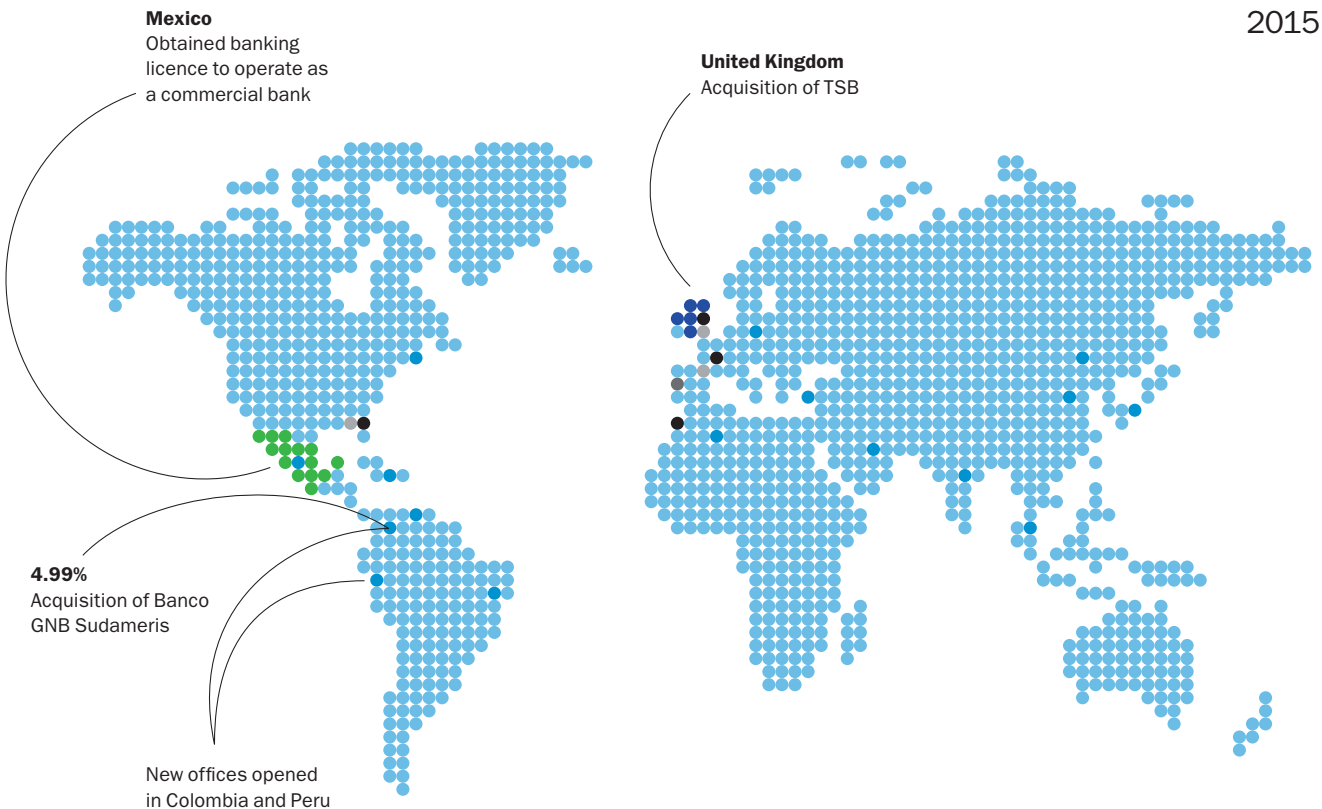 2015
Mexico
Obtained banking
licence to operate as
a commercial bank
United Kingdom
Acquisition of TSB
4.99%
Acquisition of Banco
GNB Sudameris
New offices opened
in Colombia and Peru